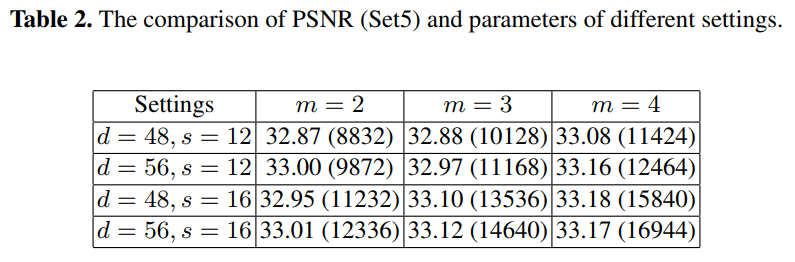 Table 2. The comparison of PSNR (Set5) and parameters of different settings.
Settings m = 2 m = 3 m = 4
d = 48, s = 12 32.87 (8832) 32.88 (10128) 33.08 (11424)
d = 56, s = 12 33.00 (9872) 32.97 (11168) 33.16 (12464)
d = 48, s = 16 32.95 (11232) 33.10 (13536) 33.18 (15840)
d = 56, s = 16 33.01 (12336) 33.12 (14640) 33.17 (16944)